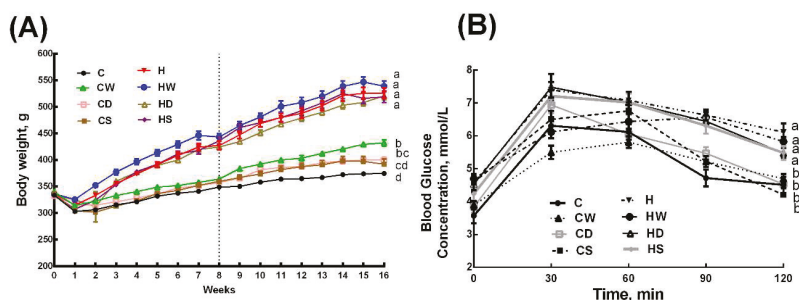 (A)
Body weight, g
600
550
500
450
400
350
300
250
200
0 1 2 3 4 5 6 7 8 9 10 11 12 13 14 15 16
Weeks
C H
CW HW
CD HD
CS HS
a
a
a
b
bc
cd
d
(B)
Blood Glucose
Concentration, mmol/L
8
7
6
5
4
3
2
0 30 60 90 120
Time, min
C H
CW HW
CD HD
CS HS
a
a
a
a
b
b
b
b